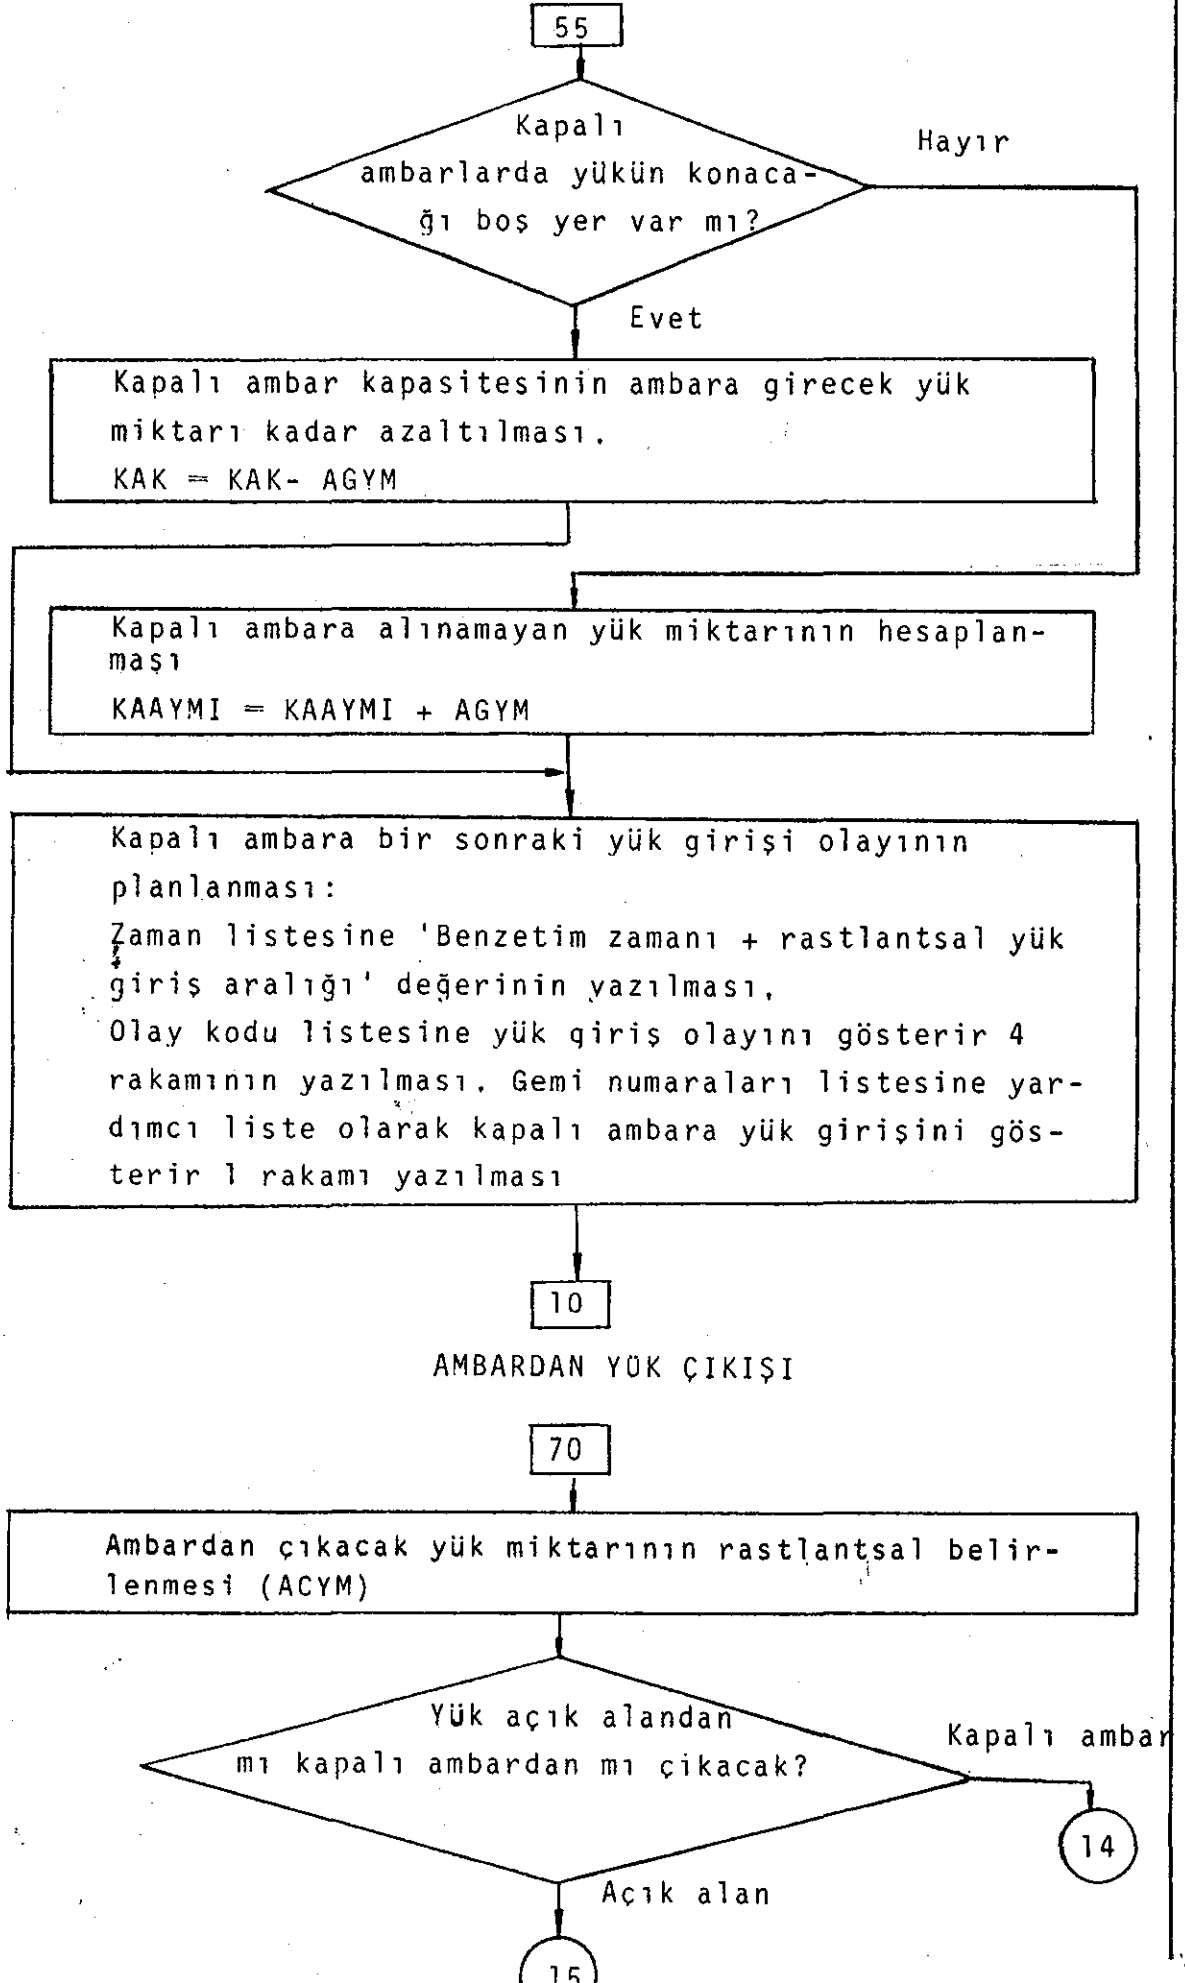 55
Kapalı
ambarlarda yükün konaca-
ğı boş yer var mı?
Hayır
Evet
Kapalı ambar kapasitesinin ambara girecek yük
miktarı kadar azaltılması.
KAK = KAK- AGYM
Kapalı ambara alınamayan yük miktarının hesaplan-
ması
KAAYMI = KAAYMI + AGYM
Kapalı ambara bir sonraki yük girişi olayının
planlanması:
Zaman listesine 'Benzetim zamanı + rastlantsal yük
giriş aralığı' değerinin yazılması.
Olay kodu listesine yük giriş olayını gösterir 4
rakamının yazılması. Gemi numaraları listesine yar-
dımcı liste olarak kapalı ambara yük girişini gös-
terir 1 rakamı yazılması
10
AMBARDAN YÜK ÇIKIŞI
70
Ambardan çıkacak yük miktarının rastlantsal belir-
lenmesi (ACYM)
Yük açık alandan
mı kapalı ambardan mı çikacak?
Kapalı ambar
14
Açık alan
15